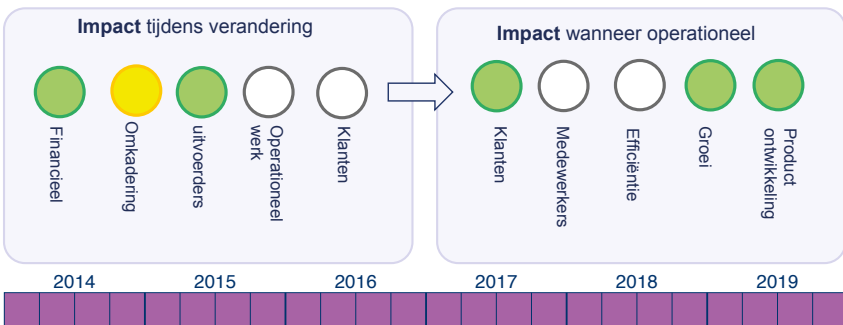 Impact tijdens verandering
Financieel
Omkadering
uitvoerders
Operationeel
werk
Klanten
Impact wanneer operationeel
Klanten
Medewerkers
Efficiëntie
Groei
Product
ontwikkeling
2014 2015 2016 2017 2018 2019